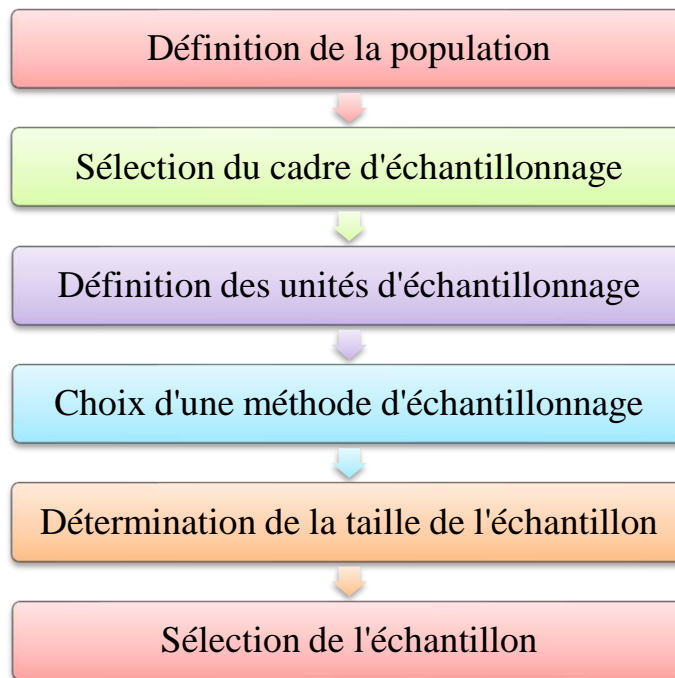 Définition de la population
Sélection du cadre d'échantillonnage
Définition des unités d'échantillonnage
Choix d'une méthode d'échantillonnage
Détermination de la taille de l'échantillon
Sélection de l'échantillon